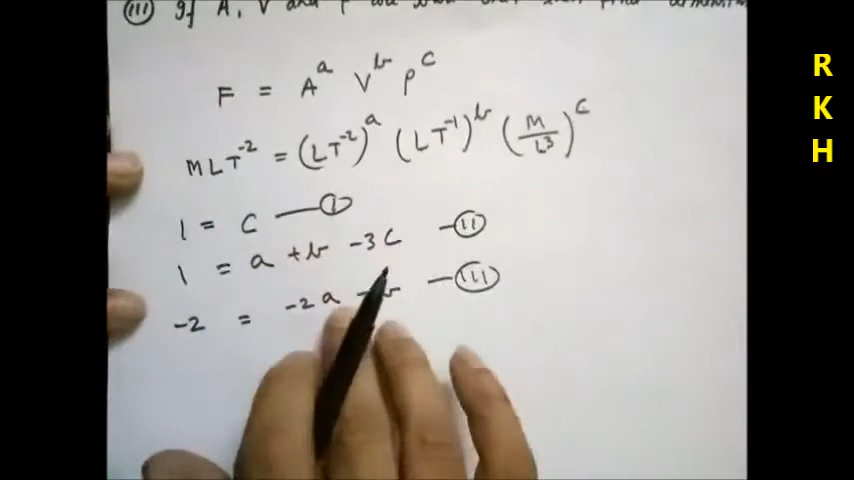 (III) If A, V and ρ
F = A^a V^b ρ^c
MLT^-2 = (LT^-2)^a (LT^-1)^b (M/L^3)^c
1 = c —(I)
1 = a + b - 3c —(II)
-2 = -2a - b —(III)
R
K
H